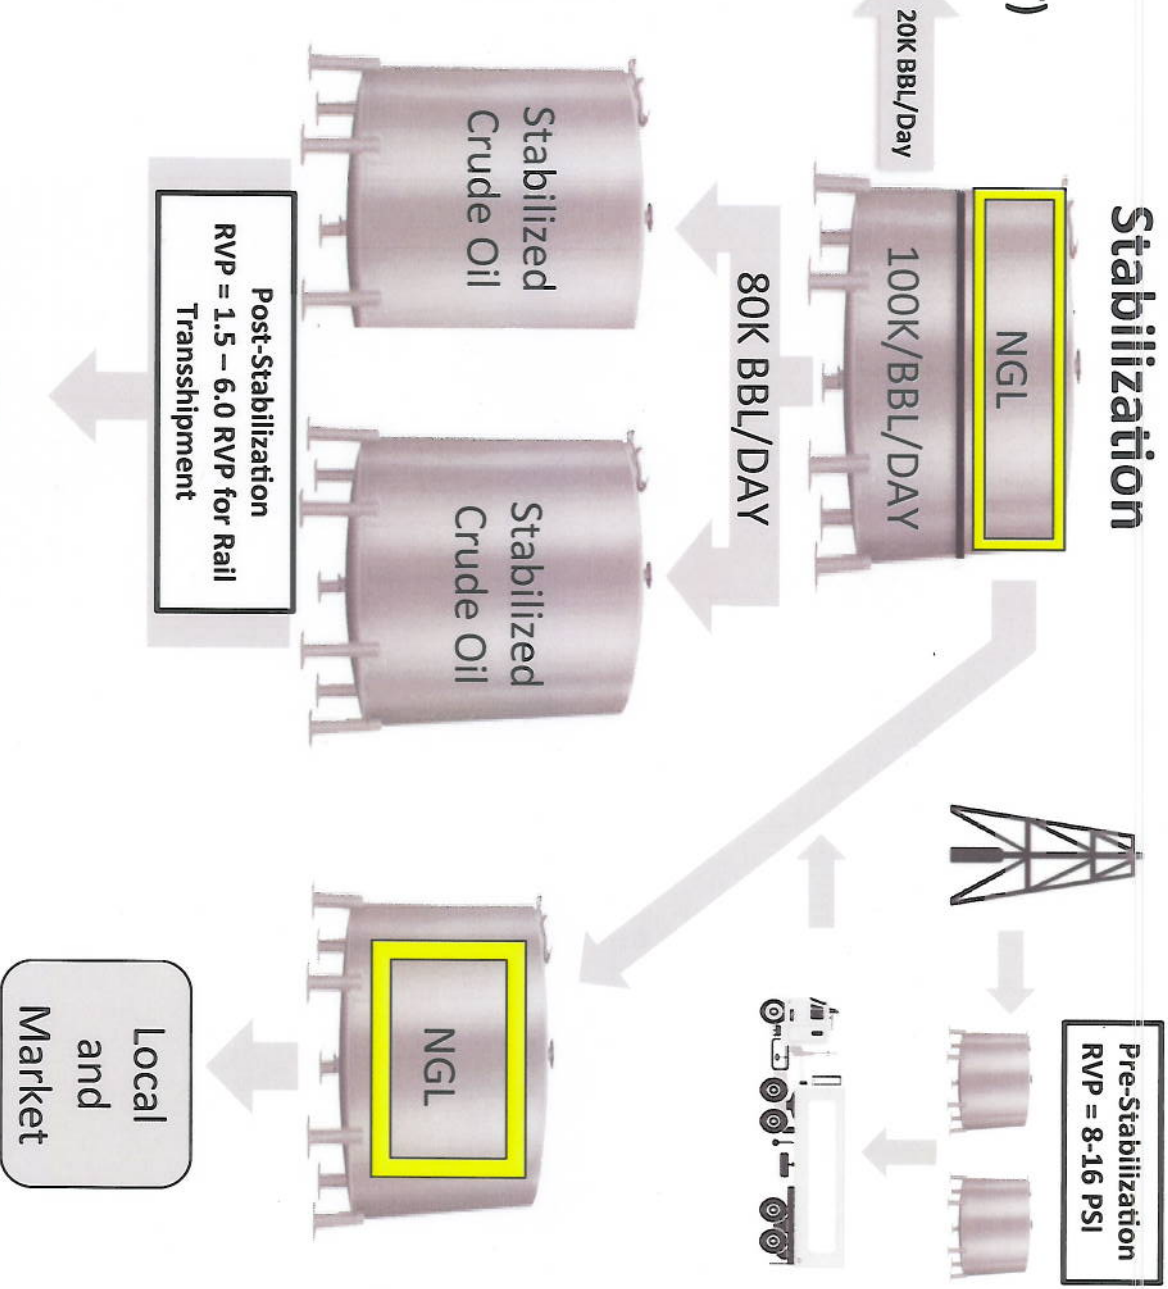 Stabilization
)
20K BBL/Day
NGL
100K/BBL/DAY
80K BBL/DAY
Stabilized
Crude Oil
Stabilized
Crude Oil
Post-Stabilization
RVP = 1.5 – 6.0 RVP for Rail
Transshipment
Pre-Stabilization
RVP = 8-16 PSI
NGL
Local
and
Market